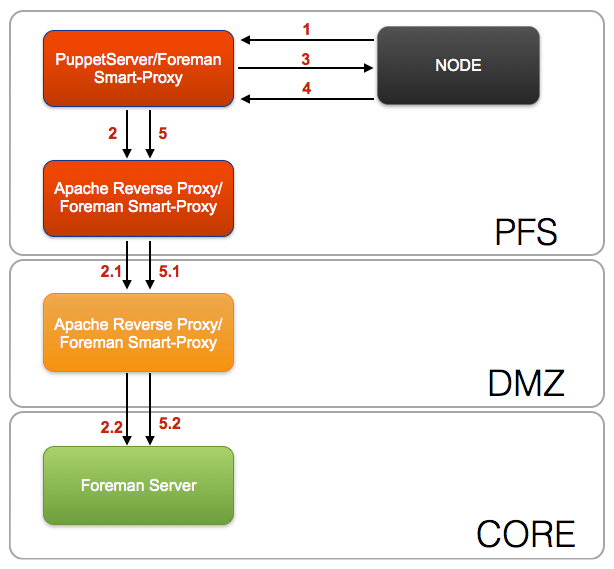 1
PuppetServer/Foreman
Smart-Proxy
3
NODE
4
2
5
Apache Reverse Proxy/
Foreman Smart-Proxy
PFS
2.1
5.1
Apache Reverse Proxy/
Foreman Smart-Proxy
DMZ
2.2
5.2
Foreman Server
CORE